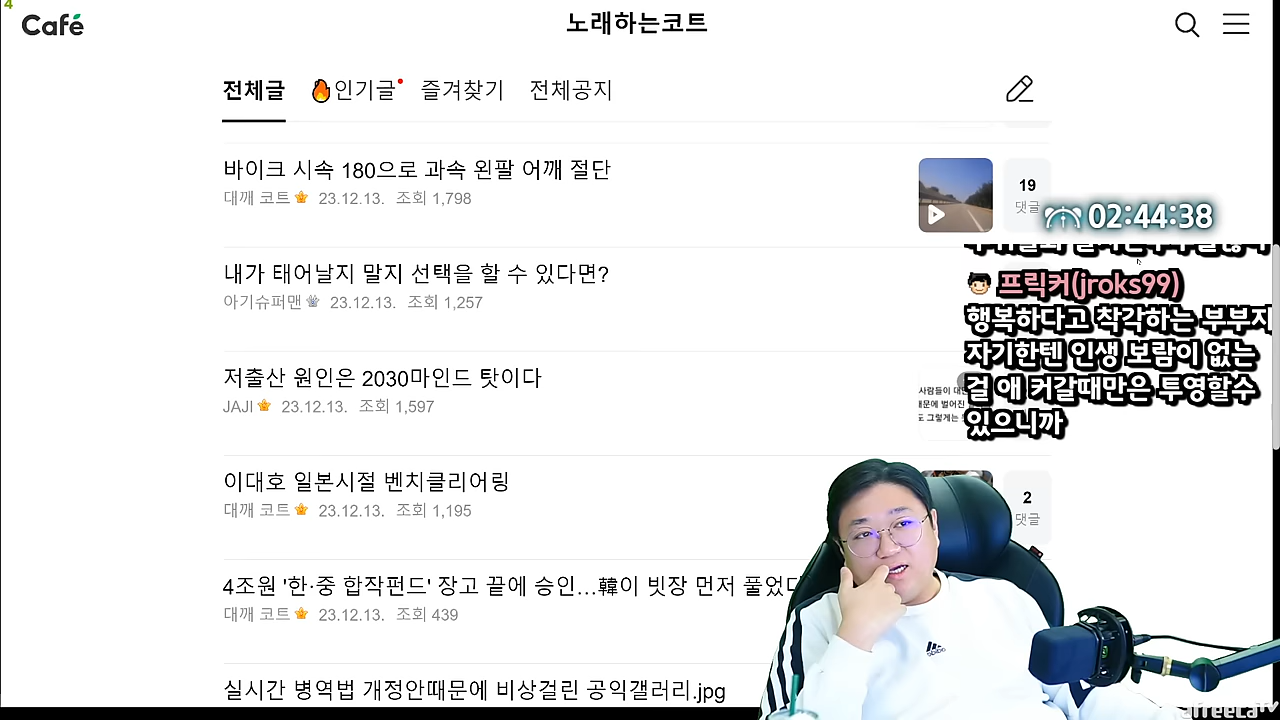 4
Café
노래하는코트
전체글 🔥인기글 즐겨찾기 전체공지
바이크 시속 180으로 과속 왼팔 어깨 절단
대깨 코트 23.12.13. 조회 1,798
19
댓글
02:44:38
내가 태어날지 말지 선택을 할 수 있다면?
아기슈퍼맨 23.12.13. 조회 1,257
프릭커(jroks99)
행복하다고 착각하는 부부지
자기한텐 인생 보람이 없는
걸 애 커갈때만은 투영할수
있으니까
저출산 원인은 2030마인드 탓이다
JAJI 23.12.13. 조회 1,597
사람들이
도 그렇게는
이대호 일본시절 벤치클리어링
대깨 코트 23.12.13. 조회 1,195
2
댓글
4조원 '한·중 합작펀드' 장고 끝에 승인…韓이 빗장 먼저 풀었
대깨 코트 23.12.13. 조회 439
adidas
실시간 병역법 개정안때문에 비상걸린 공익갤러리.jpg
afreecaTV